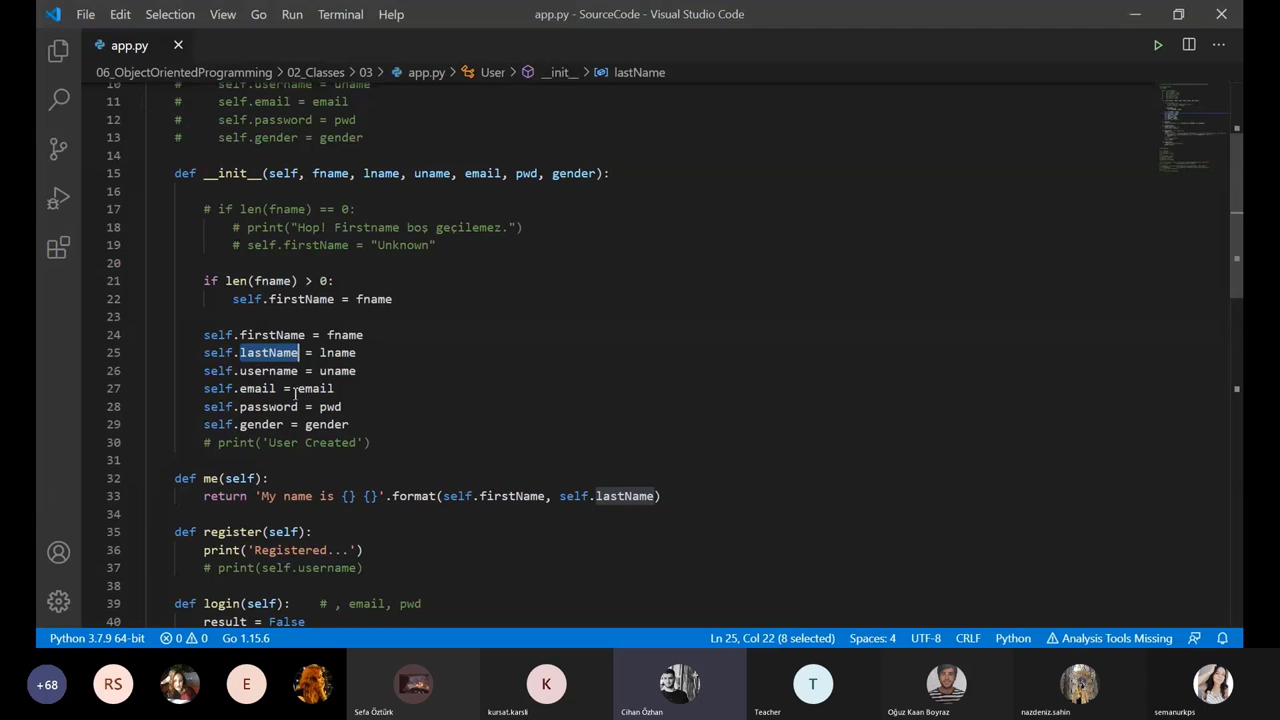 File Edit Selection View Go Run Terminal Help app.py - SourceCode - Visual Studio Code
app.py
06_ObjectOrientedProgramming > 02_Classes > 03 > app.py > User > __init__ > lastName
10 # self.username = uname
11 # self.email = email
12 # self.password = pwd
13 # self.gender = gender
14
15 def __init__(self, fname, lname, uname, email, pwd, gender):
16
17 # if len(fname) == 0:
18 # print("Hop! Firstname boş geçilemez.")
19 # self.firstName = "Unknown"
20
21 if len(fname) > 0:
22 self.firstName = fname
23
24 self.firstName = fname
25 self.lastName = lname
26 self.username = uname
27 self.email = email
28 self.password = pwd
29 self.gender = gender
30 # print('User Created')
31
32 def me(self):
33 return 'My name is {} {}'.format(self.firstName, self.lastName)
34
35 def register(self):
36 print('Registered...')
37 # print(self.username)
38
39 def login(self): # , email, pwd
40 result = False
Python 3.7.9 64-bit 0 0 Go 1.15.6 Ln 25, Col 22 (8 selected) Spaces: 4 UTF-8 CRLF Python Analysis Tools Missing
+68 RS E K T
Sefa Öztürk kursat.karsli Cihan Özhan Teacher Oğuz Kaan Boyraz nazdeniz.sahin semanurkps